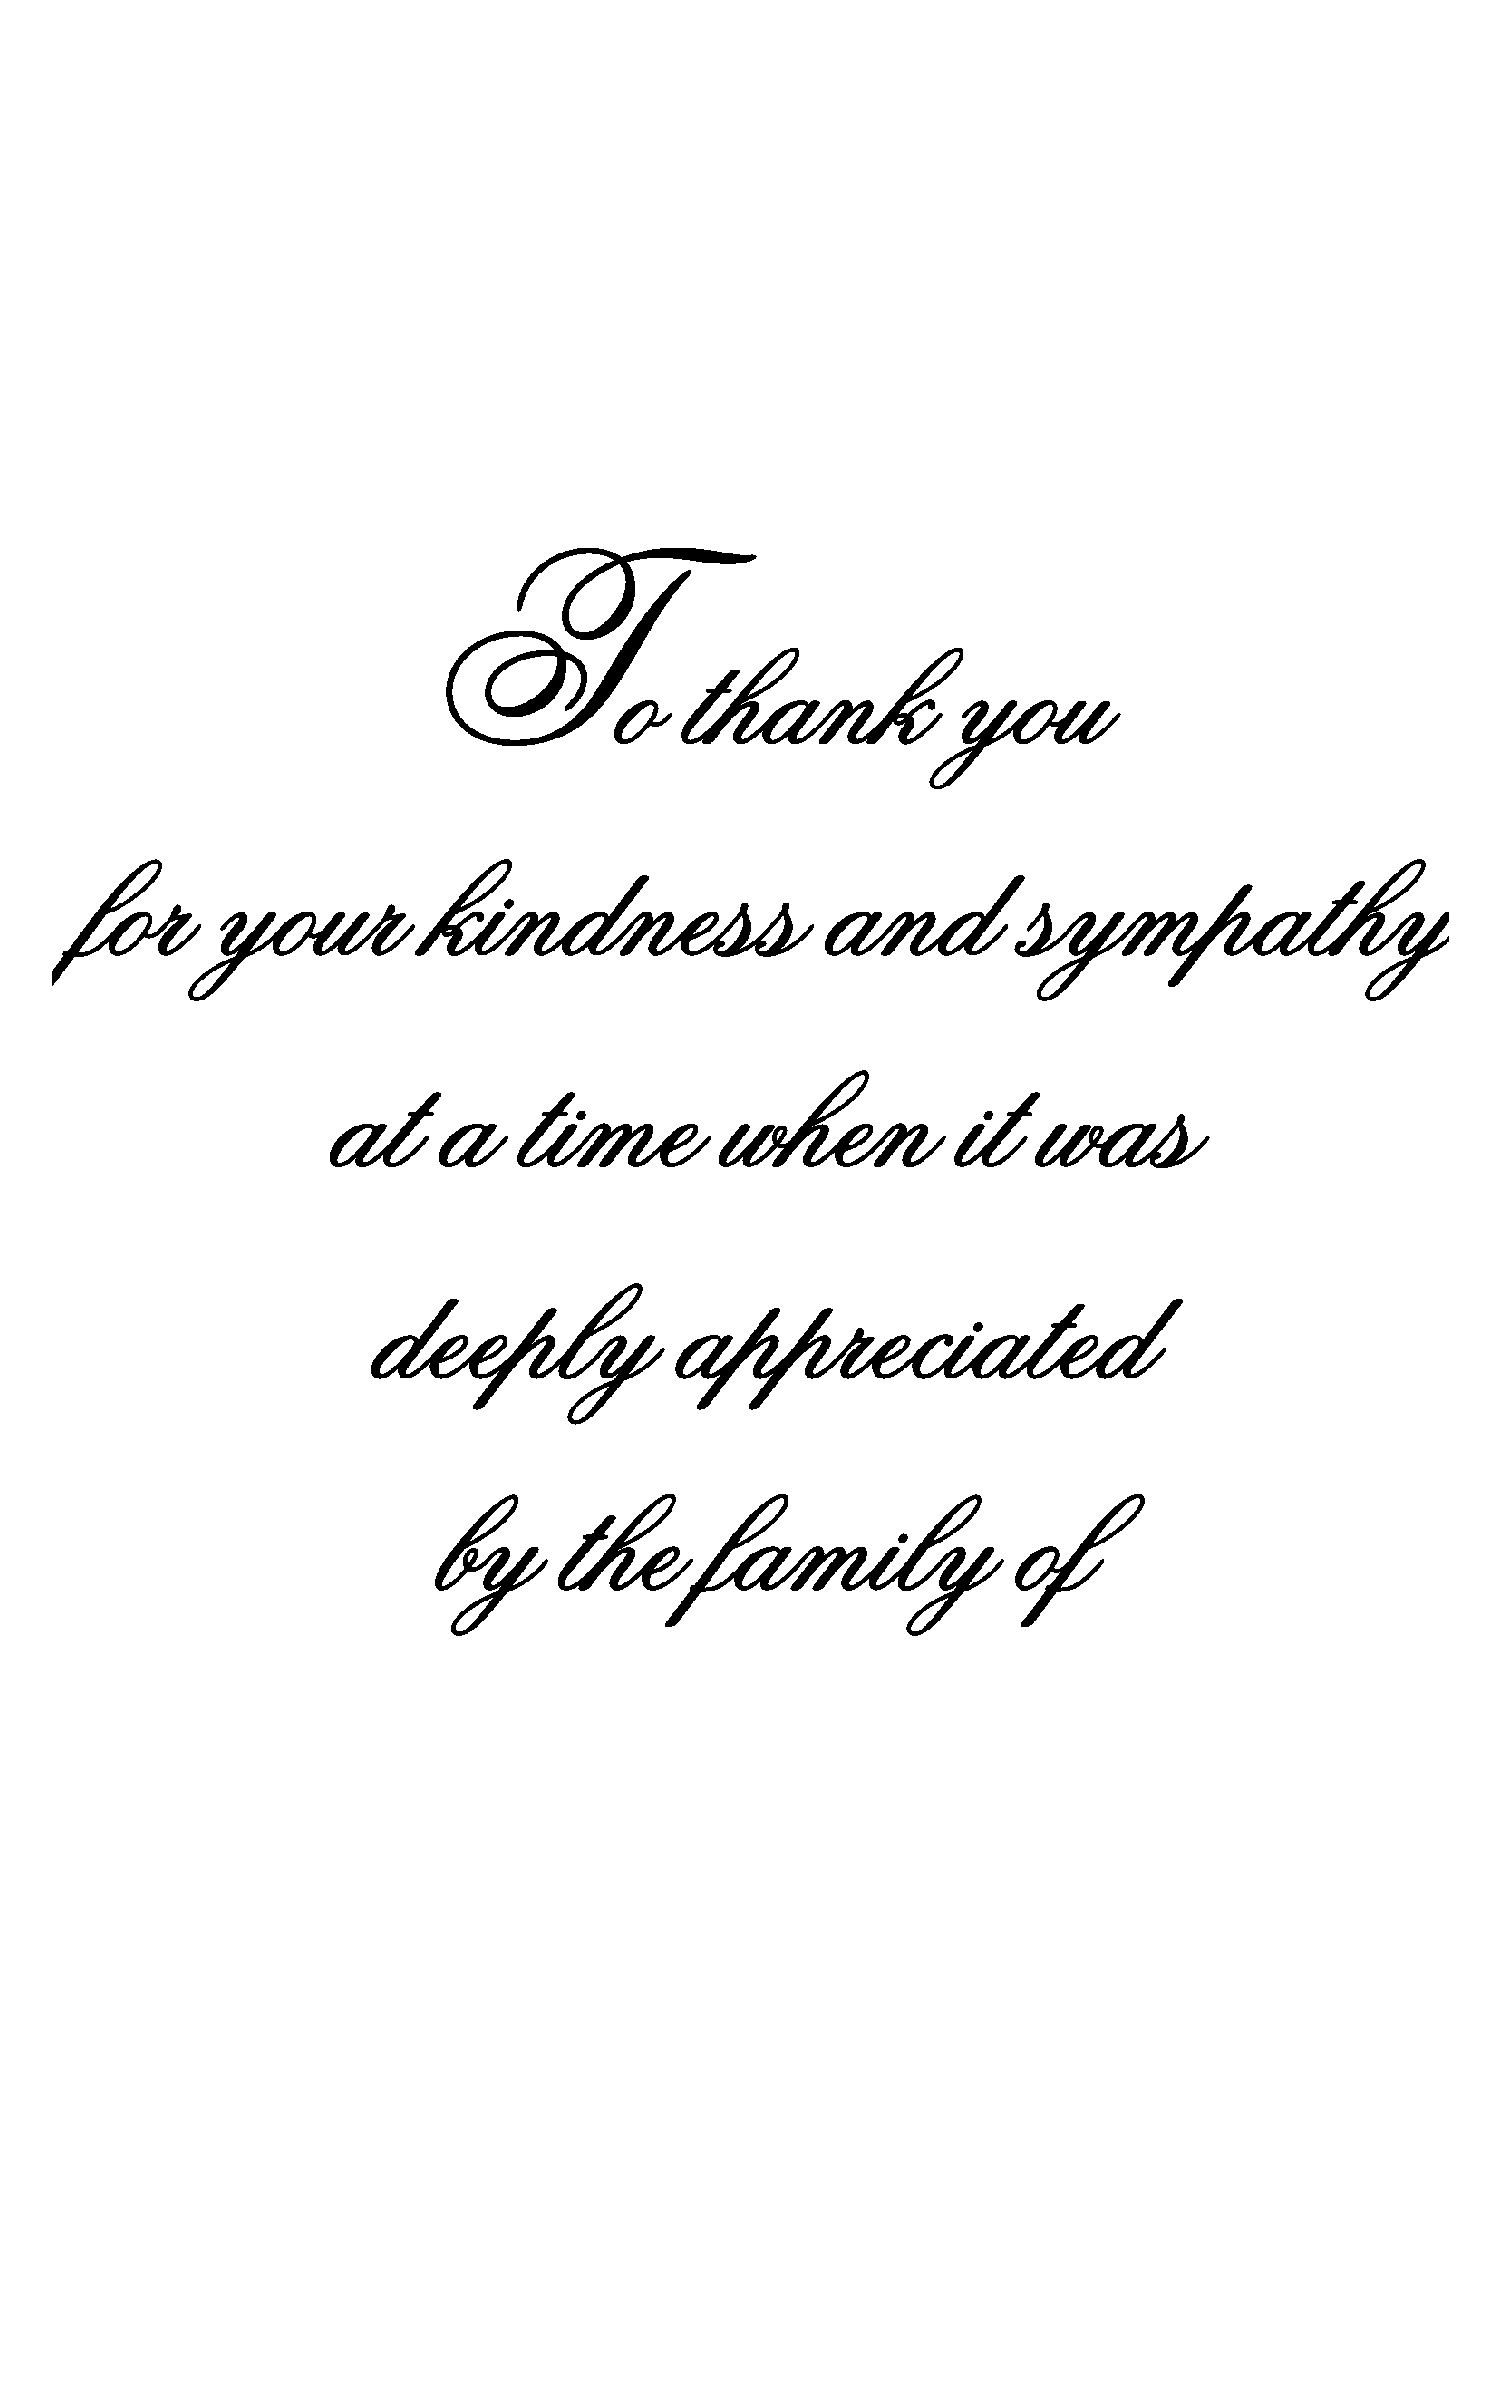 To thank you
for your kindness and sympathy
at a time when it was
deeply appreciated
by the family of